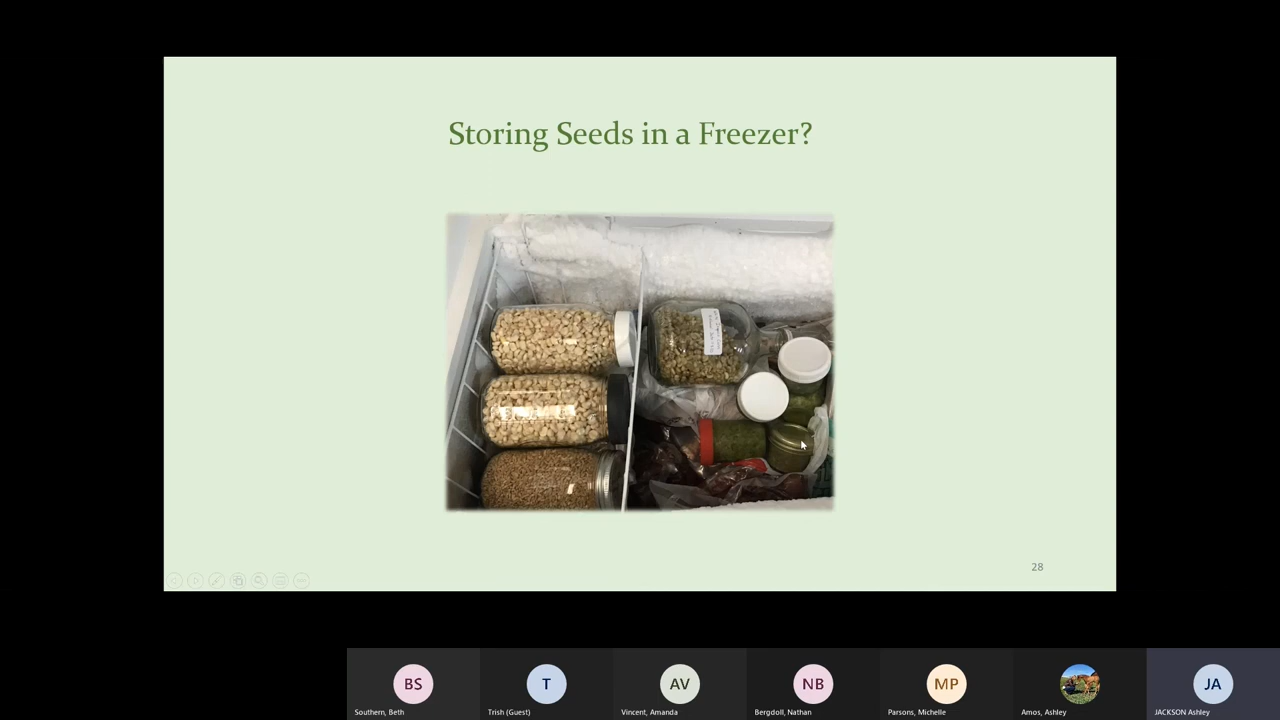 Storing Seeds in a Freezer?
28
BS
T
AV
NB
MP
JA
Southern, Beth
Trish (Guest)
Vincent, Amanda
Bergdoll, Nathan
Parsons, Michelle
Amos, Ashley
JACKSON Ashley